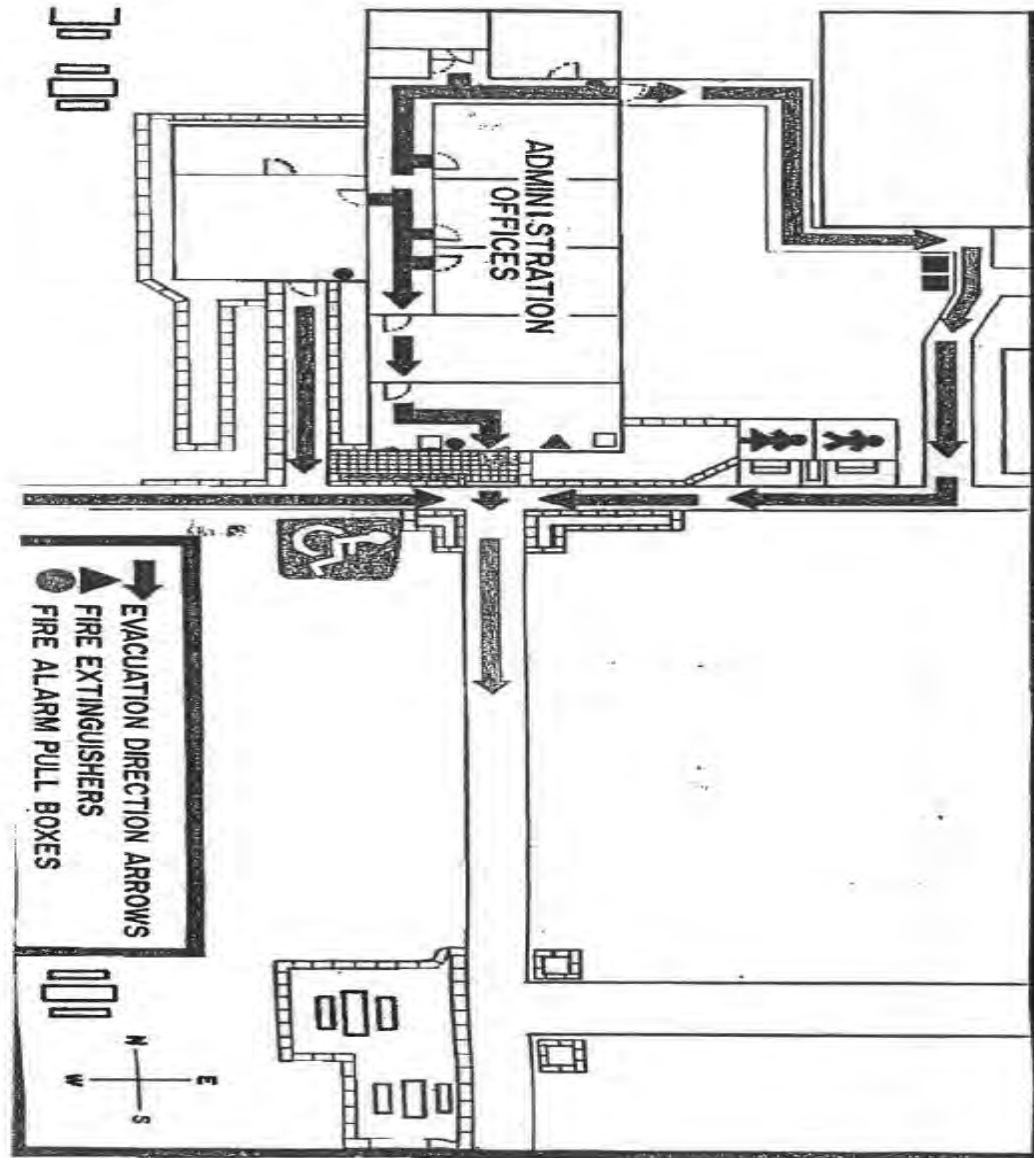 ADMINISTRATION
OFFICES
EVACUATION DIRECTION ARROWS
FIRE EXTINGUISHERS
FIRE ALARM PULL BOXES
N
E
S
W